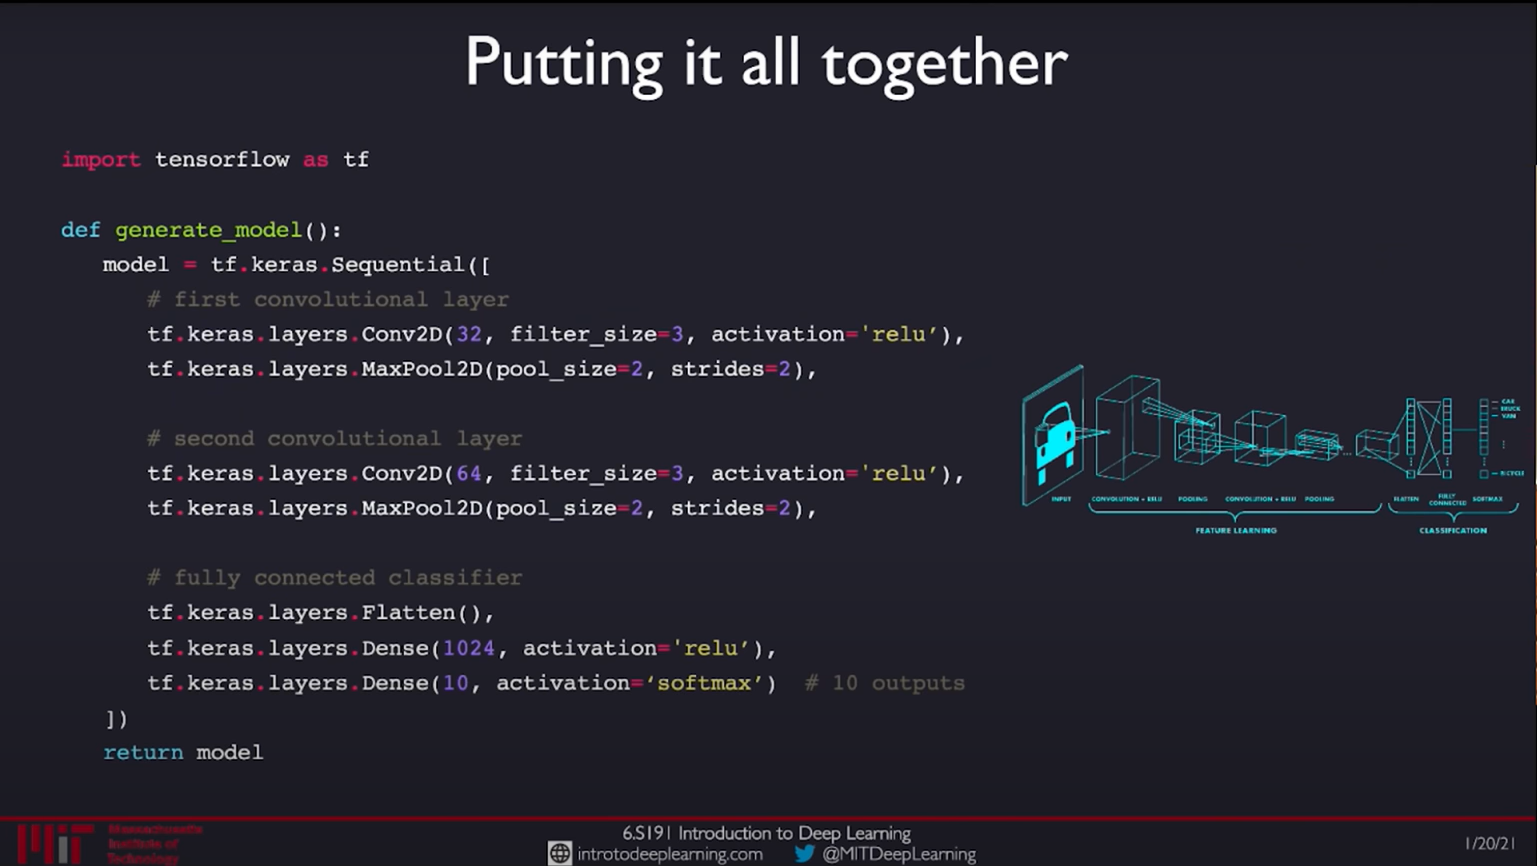 Putting it all together
import tensorflow as tf
def generate_model():
model = tf.keras.Sequential([
# first convolutional layer
tf.keras.layers.Conv2D(32, filter_size=3, activation='relu’),
tf.keras.layers.MaxPool2D(pool_size=2, strides=2),
# second convolutional layer
tf.keras.layers.Conv2D(64, filter_size=3, activation='relu’),
tf.keras.layers.MaxPool2D(pool_size=2, strides=2),
# fully connected classifier
tf.keras.layers.Flatten(),
tf.keras.layers.Dense(1024, activation='relu’),
tf.keras.layers.Dense(10, activation=‘softmax’) # 10 outputs
])
return model
CAR
TRUCK
VAN
BICYCLE
INPUT CONVOLUTION + RELU POOLING CONVOLUTION + RELU POOLING FLATTEN FULLY CONNECTED SOFTMAX
FEATURE LEARNING CLASSIFICATION
Massachusetts
Institute of
Technology
6.S191 Introduction to Deep Learning
introtodeeplearning.com @MITDeepLearning
1/20/21